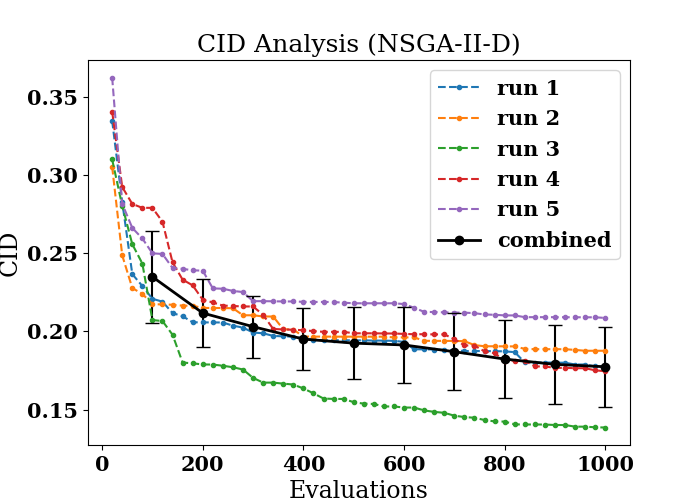 CID Analysis (NSGA-II-D)
run 1
run 2
run 3
run 4
run 5
combined
CID
0.35
0.30
0.25
0.20
0.15
0 200 400 600 800 1000
Evaluations